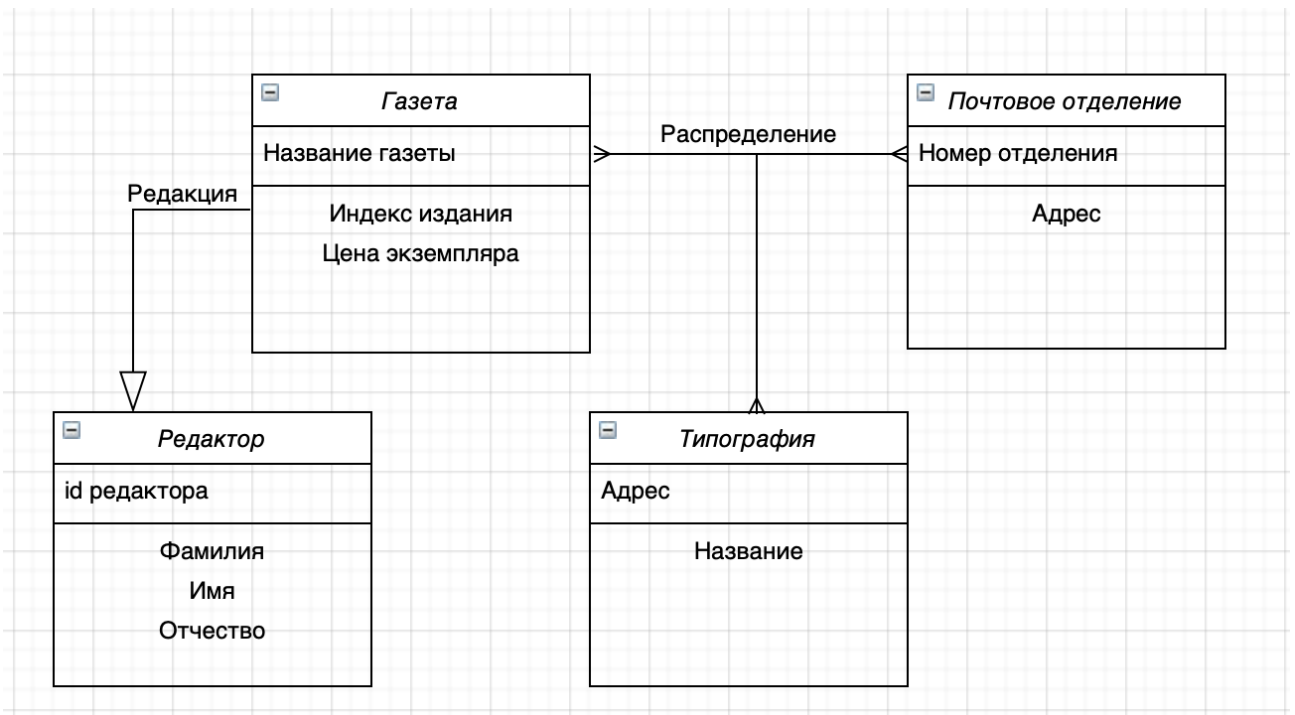 Газета
Название газеты
Индекс издания
Цена экземпляра
Распределение
Почтовое отделение
Номер отделения
Адрес
Редакция
Редактор
id редактора
Фамилия
Имя
Отчество
Типография
Адрес
Название